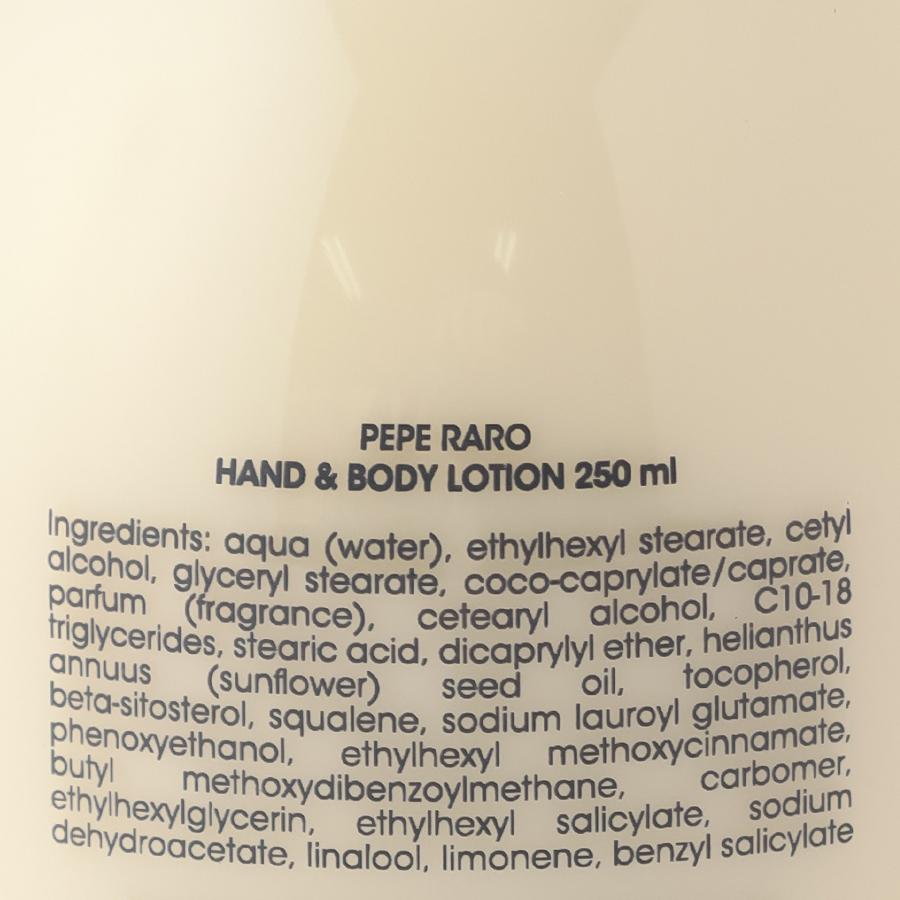 PEPE RARO
HAND & BODY LOTION 250 ml
Ingredients: aqua (water), ethylhexyl stearate, cetyl
alcohol, glyceryl stearate, coco-caprylate/caprate,
parfum (fragrance), cetearyl alcohol, C10-18
triglycerides, stearic acid, dicaprylyl ether, helianthus
annuus (sunflower) seed oil, tocopherol,
beta-sitosterol, squalene, sodium lauroyl glutamate,
phenoxyethanol, ethylhexyl methoxycinnamate,
butyl methoxydibenzoylmethane, carbomer,
ethylhexylglycerin, ethylhexyl salicylate, sodium
dehydroacetate, linalool, limonene, benzyl salicylate